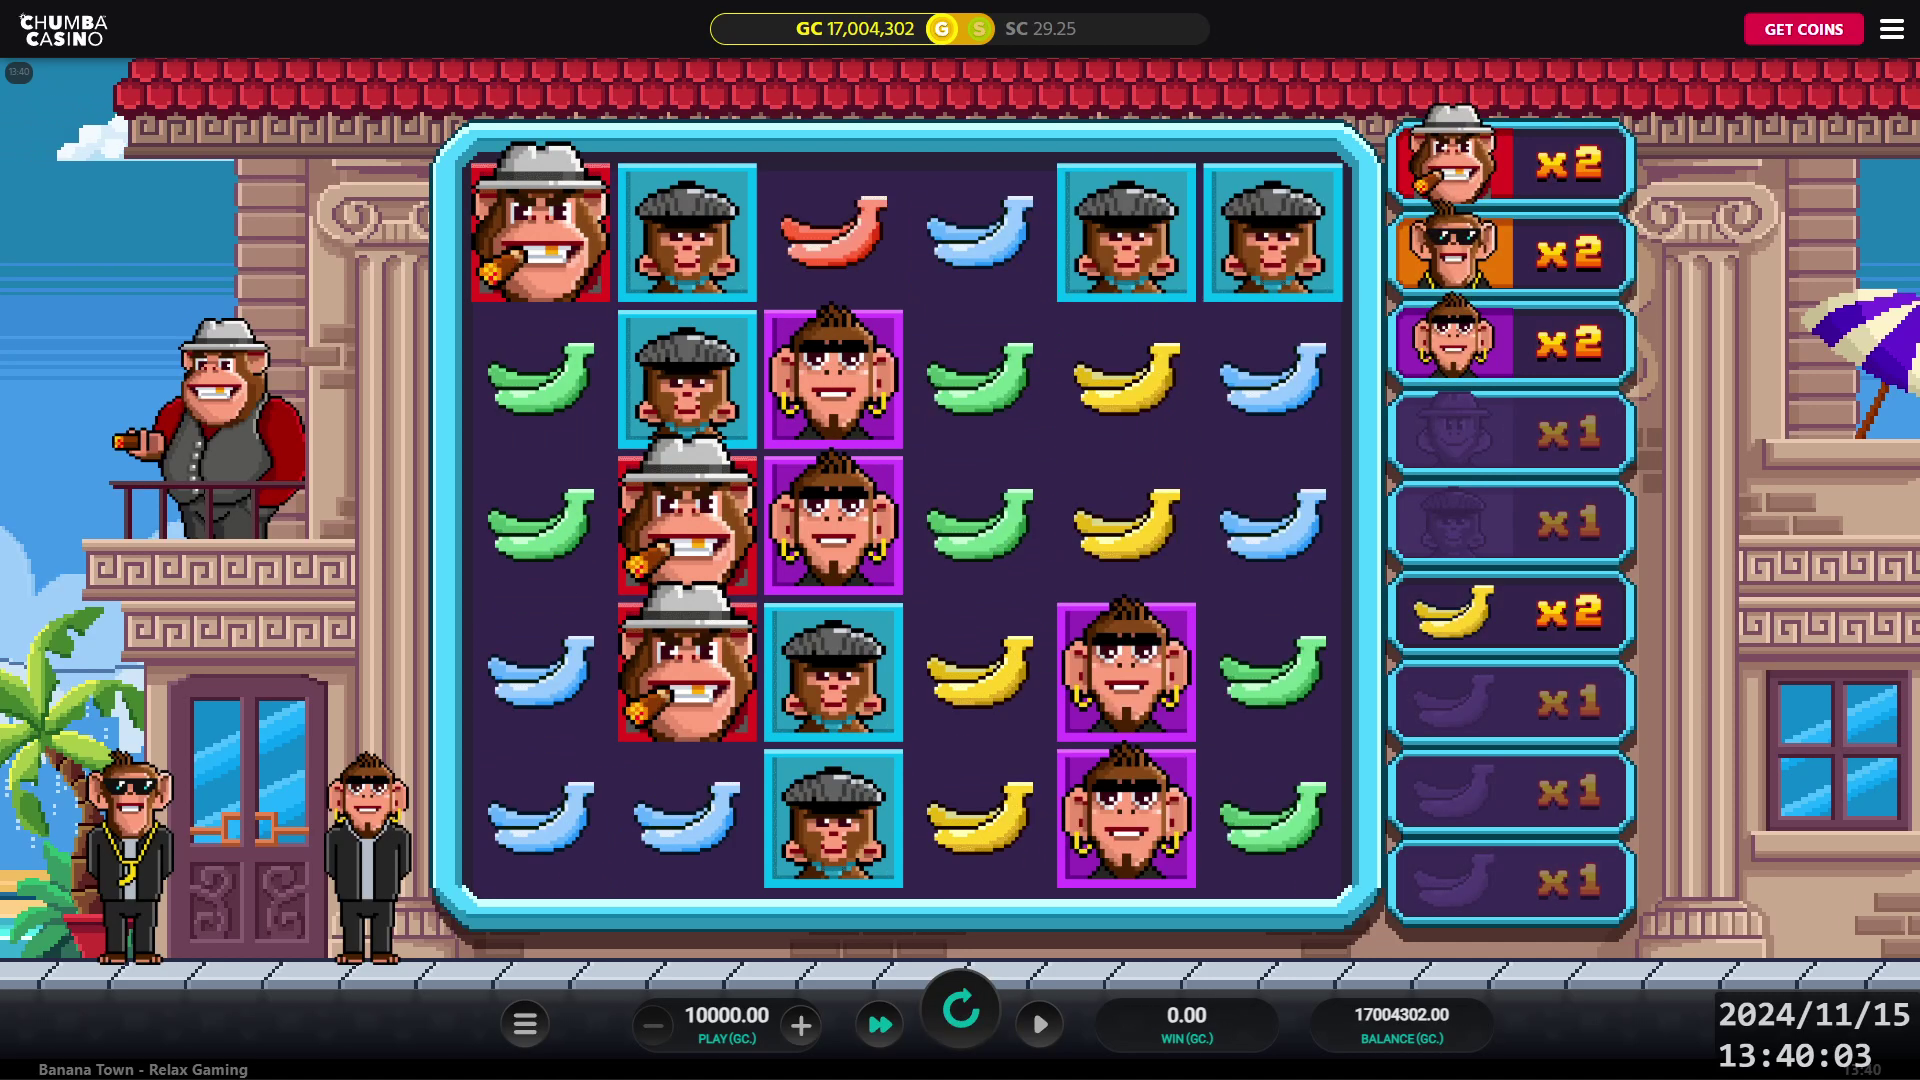 CHUMBA
CASINO
GC 17,004,302
G
S
SC 29.25
GET COINS
13:40
x2
x2
x2
x1
x1
x2
x1
x1
x1
10000.00
PLAY (GC.)
0.00
WIN (GC.)
17004302.00
BALANCE (GC.)
2024/11/15
13:40:03
13:40
Banana Town - Relax Gaming